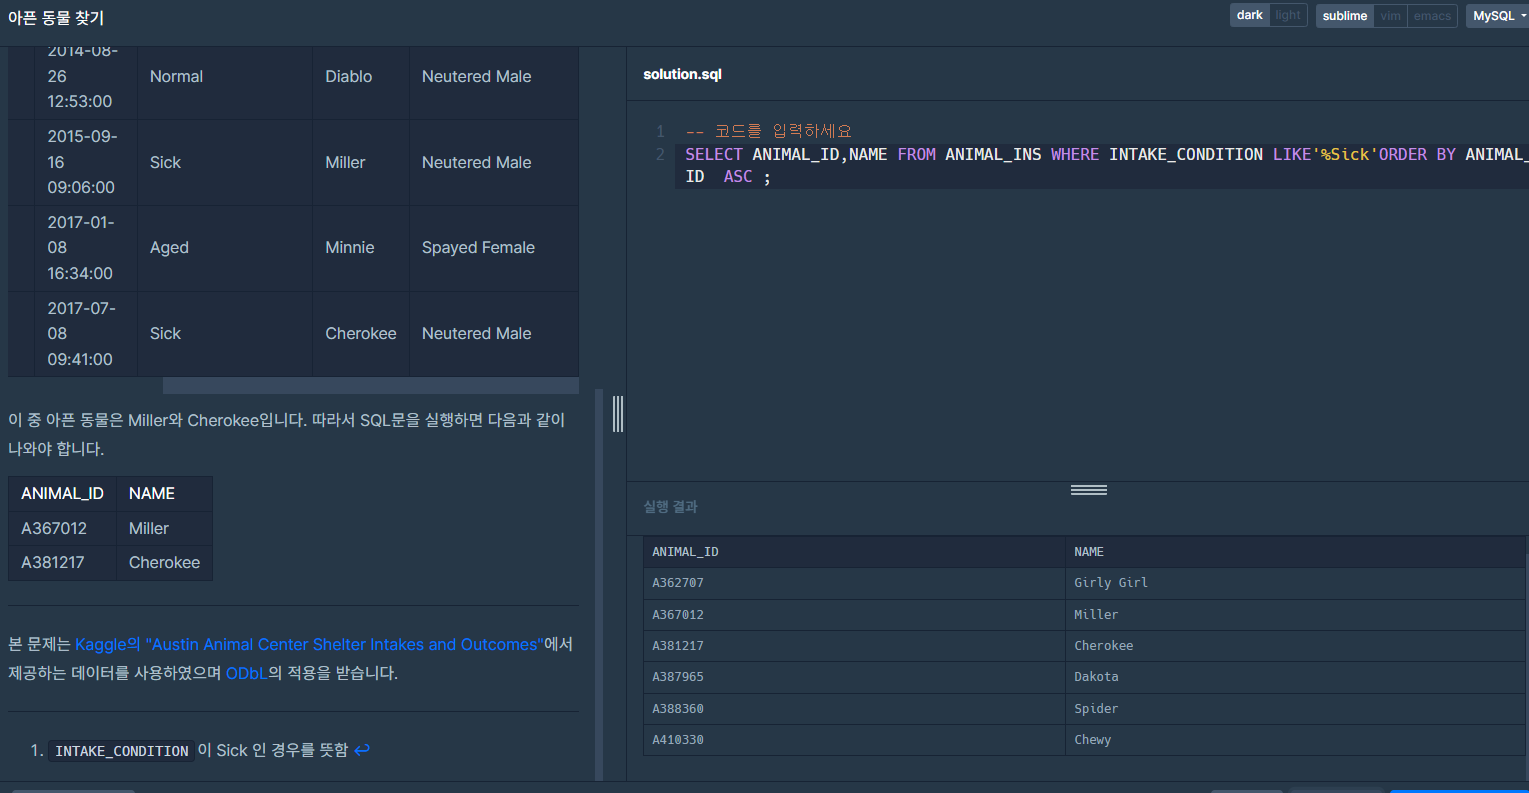 아픈 동물 찾기
dark light
sublime vim emacs
MySQL
2014-08-
26
12:53:00
Normal
Diablo
Neutered Male
2015-09-
16
09:06:00
Sick
Miller
Neutered Male
2017-01-
08
16:34:00
Aged
Minnie
Spayed Female
2017-07-
08
09:41:00
Sick
Cherokee
Neutered Male
이 중 아픈 동물은 Miller와 Cherokee입니다. 따라서 SQL문을 실행하면 다음과 같이
나와야 합니다.
ANIMAL_ID NAME
A367012 Miller
A381217 Cherokee
본 문제는 Kaggle의 "Austin Animal Center Shelter Intakes and Outcomes"에서
제공하는 데이터를 사용하였으며 ODbL의 적용을 받습니다.
1. INTAKE_CONDITION 이 Sick 인 경우를 뜻함 ↩
solution.sql
1 -- 코드를 입력하세요
2 SELECT ANIMAL_ID,NAME FROM ANIMAL_INS WHERE INTAKE_CONDITION LIKE'%Sick'ORDER BY ANIMAL_
ID ASC ;
실행 결과
ANIMAL_ID NAME
A362707 Girly Girl
A367012 Miller
A381217 Cherokee
A387965 Dakota
A388360 Spider
A410330 Chewy